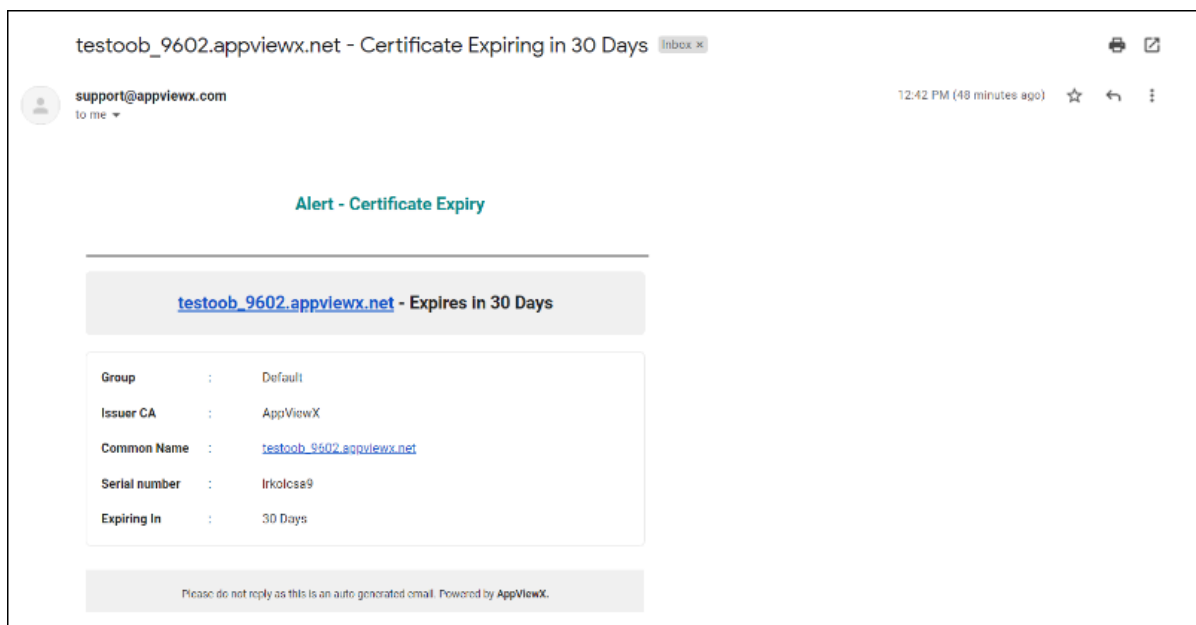 testoob_9602.appviewx.net - Certificate Expiring in 30 Days Inbox ×
support@appviewx.com 12:42 PM (48 minutes ago)
to me
Alert - Certificate Expiry
testoob_9602.appviewx.net - Expires in 30 Days
Group : Default
Issuer CA : AppViewX
Common Name : testoob_9602.appviewx.net
Serial number :
Expiring In : 30 Days
Please do not reply as this is an auto generated email. Powered by AppViewX.